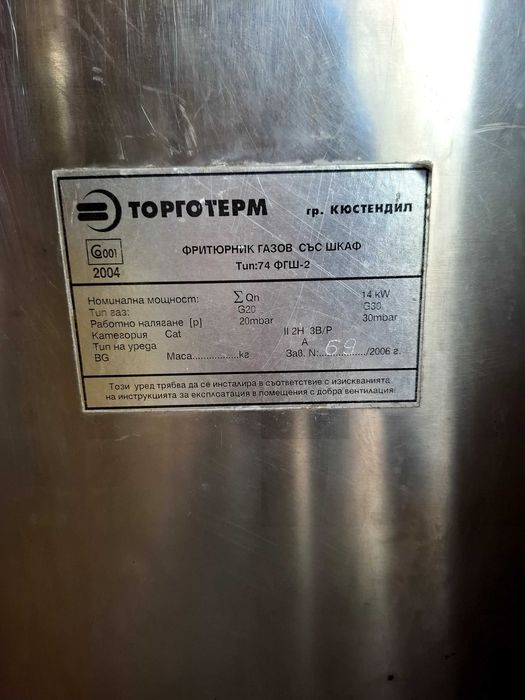 ТОРГОТЕРМ гр. КЮСТЕНДИЛ
G001
2004
ФРИТЮРНИК ГАЗОВ СЪС ШКАФ
Тип:74 ФГШ-2
Номинална мощност: ∑Qn 14 kW
Тип газ: G20 G30
Работно налягане [p] 20mbar 30mbar
Категория Cat II 2H 3B/P
Тип на уреда A
BG Маса................кг Зав. N: 69 /2006 г.
Този уред трябва да се инсталира в съответствие с изискванията
на инструкцията за експлоатация в помещения с добра вентилация.